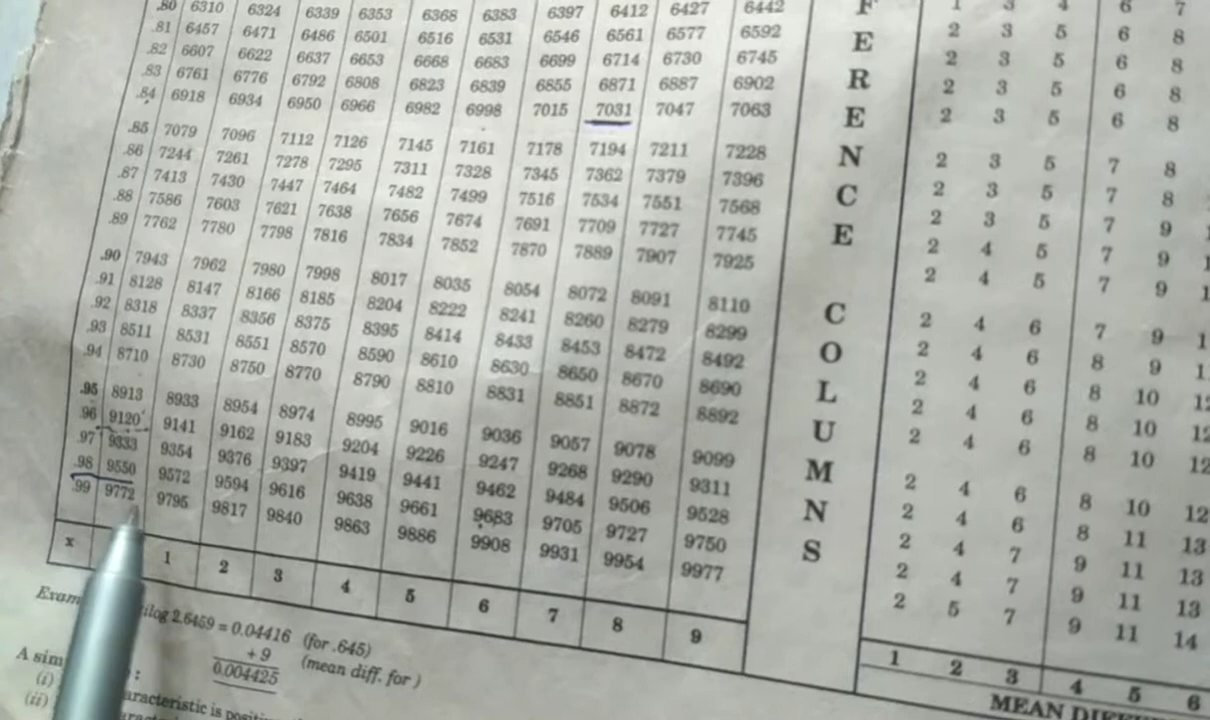 .80 6310 6324 6339 6353 6368 6383 6397 6412 6427 6442 1 3 4 6 7
.81 6457 6471 6486 6501 6516 6531 6546 6561 6577 6592 2 3 5 6 8
.82 6607 6622 6637 6653 6668 6683 6699 6714 6730 6745 2 3 5 6 8
.83 6761 6776 6792 6808 6823 6839 6855 6871 6887 6902 2 3 5 6 8
.84 6918 6934 6950 6966 6982 6998 7015 7031 7047 7063 2 3 5 6 8
.85 7079 7096 7112 7126 7145 7161 7178 7194 7211 7228 2 3 5 7 8
.86 7244 7261 7278 7295 7311 7328 7345 7362 7379 7396 2 3 5 7 8
.87 7413 7430 7447 7464 7482 7499 7516 7534 7551 7568 2 3 5 7 9
.88 7586 7603 7621 7638 7656 7674 7691 7709 7727 7745 2 4 5 7 9
.89 7762 7780 7798 7816 7834 7852 7870 7889 7907 7925 2 4 5 7 9
.90 7943 7962 7980 7998 8017 8035 8054 8072 8091 8110 2 4 6 7 9
.91 8128 8147 8166 8185 8204 8222 8241 8260 8279 8299 2 4 6 8 9
.92 8318 8337 8356 8375 8395 8414 8433 8453 8472 8492 2 4 6 8 10 12
.93 8511 8531 8551 8570 8590 8610 8630 8650 8670 8690 2 4 6 8 10 12
.94 8710 8730 8750 8770 8790 8810 8831 8851 8872 8892 2 4 6 8 10 12
.95 8913 8933 8954 8974 8995 9016 9036 9057 9078 9099 2 4 6 8 10 12
.96 9120 9141 9162 9183 9204 9226 9247 9268 9290 9311 2 4 6 8 11 13
.97 9333 9354 9376 9397 9419 9441 9462 9484 9506 9528 2 4 7 9 11 13
.98 9550 9572 9594 9616 9638 9661 9683 9705 9727 9750 2 4 7 9 11 13
.99 9772 9795 9817 9840 9863 9886 9908 9931 9954 9977 2 5 7 9 11 14
x 1 2 3 4 5 6 7 8 9
FERENCE COLUMNS
1 2 3 4 5 6
MEAN
ilog 2.6459 = 0.04416 (for .645)
+ 9 (mean diff. for )
0.004425
A :
(i) aracteristic is
(ii)